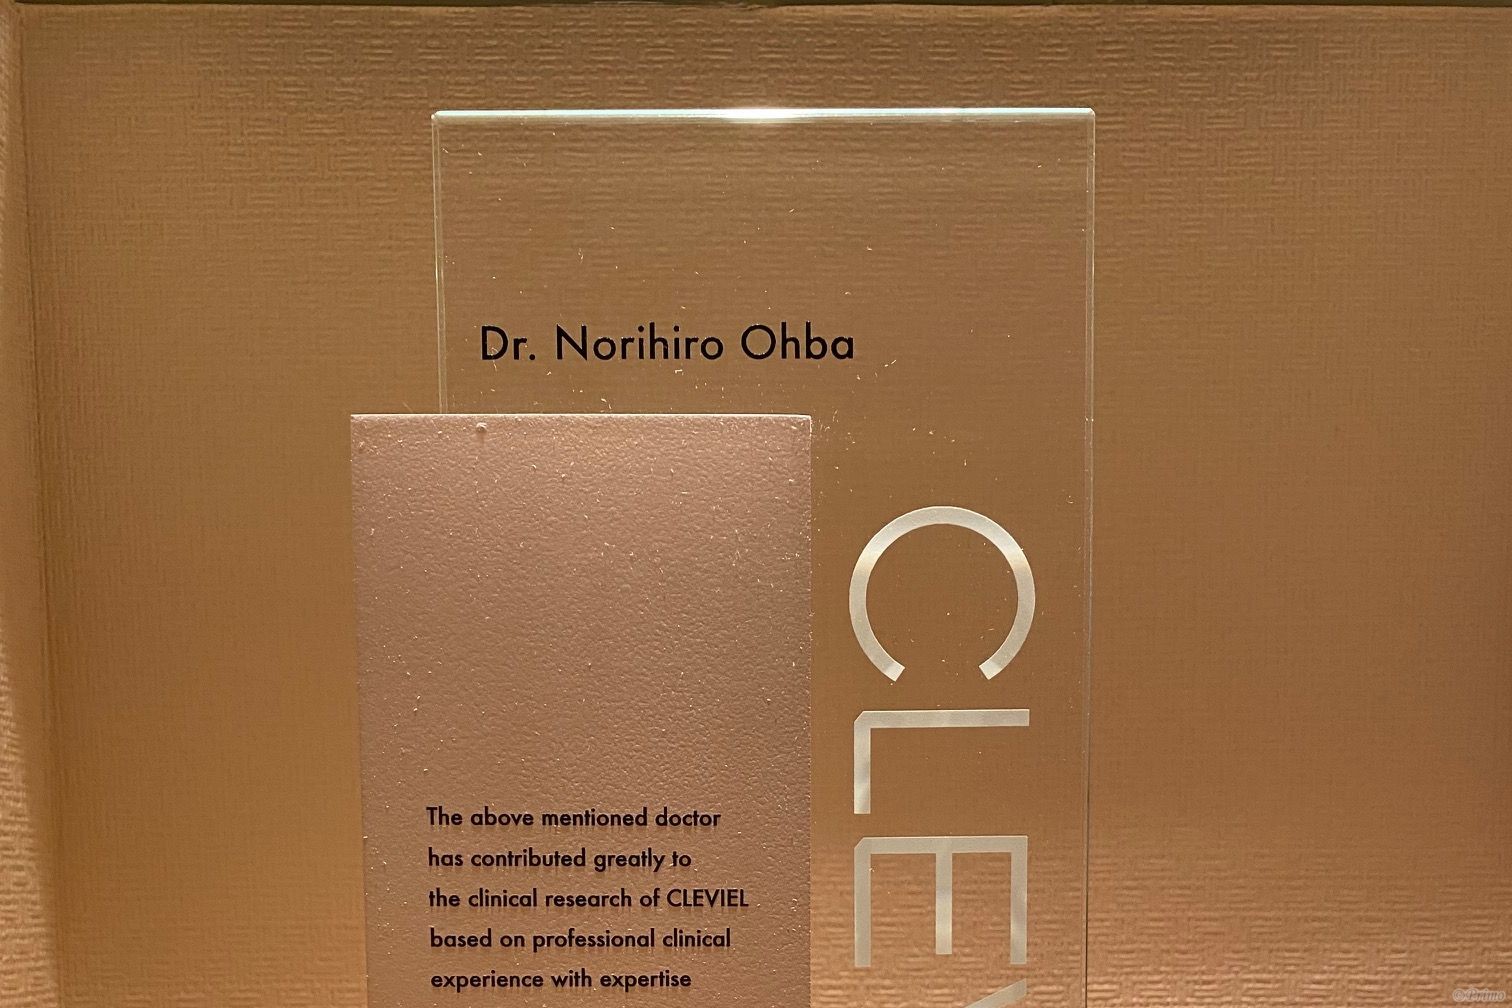 Dr. Norihiro Ohba
CLEV
The above mentioned doctor
has contributed greatly to
the clinical research of CLEVIEL
based on professional clinical
experience with expertise